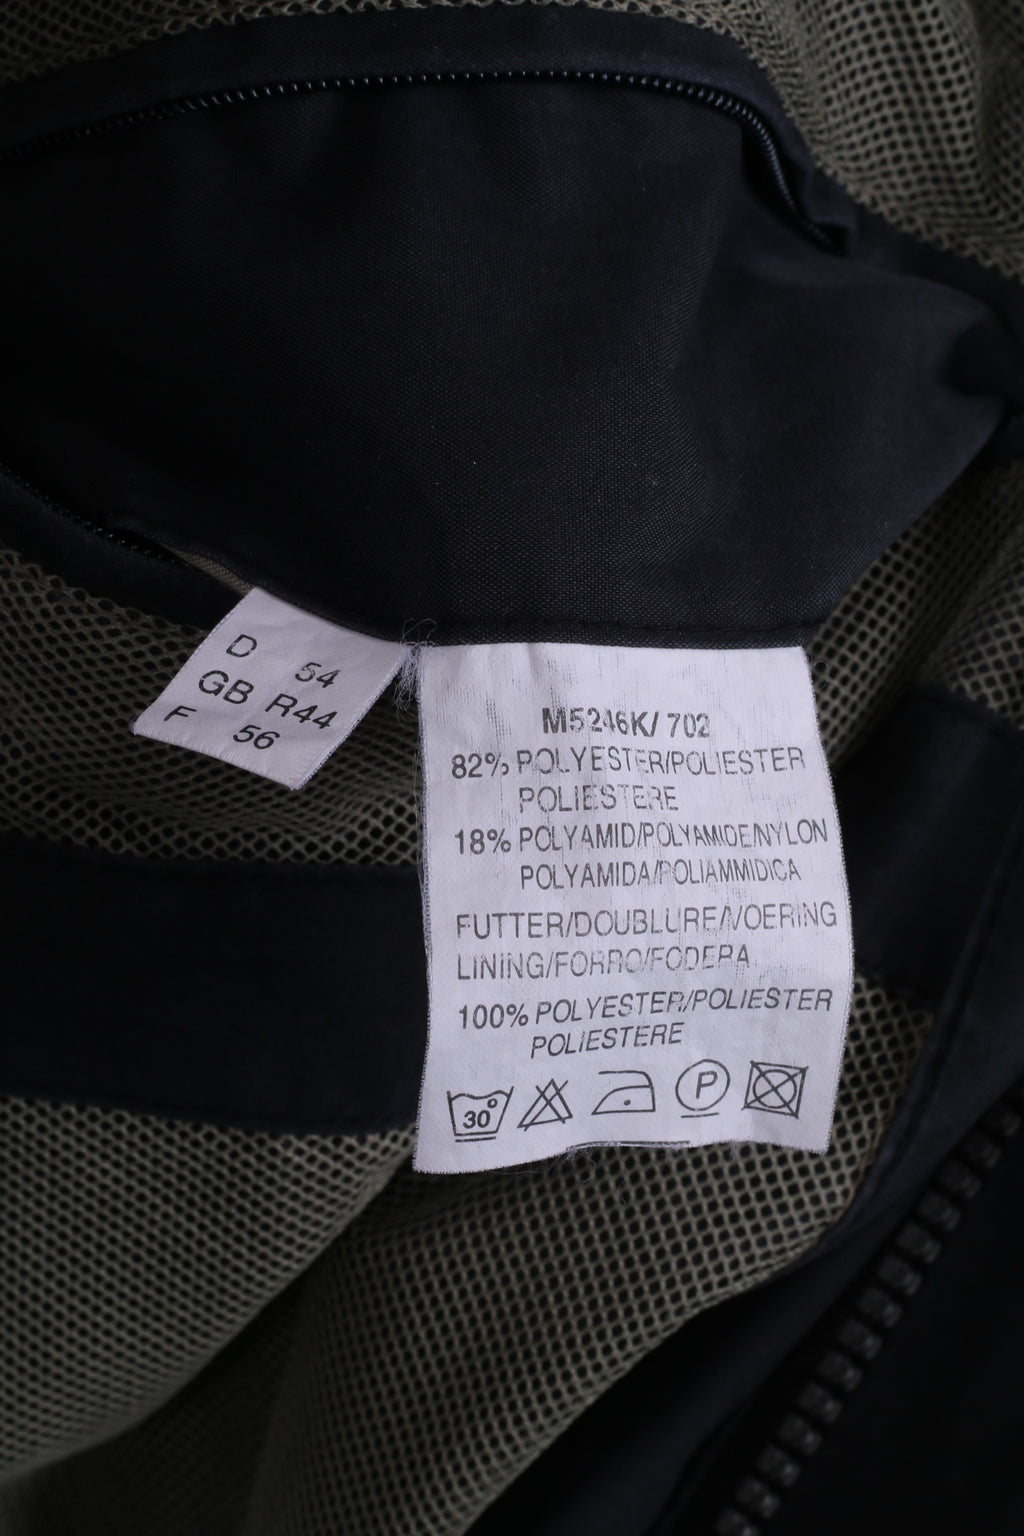 D 54
GB R44
F 56
M5246K/ 702
82% POLYESTER/POLIESTER
POLIESTERE
18% POLYAMID/POLYAMIDE/NYLON
POLYAMIDA/POLIAMMIDICA
FUTTER/DOUBLURE/VOERING
LINING/FORRO/FODERA
100% POLYESTER/POLIESTER
POLIESTERE
30° P